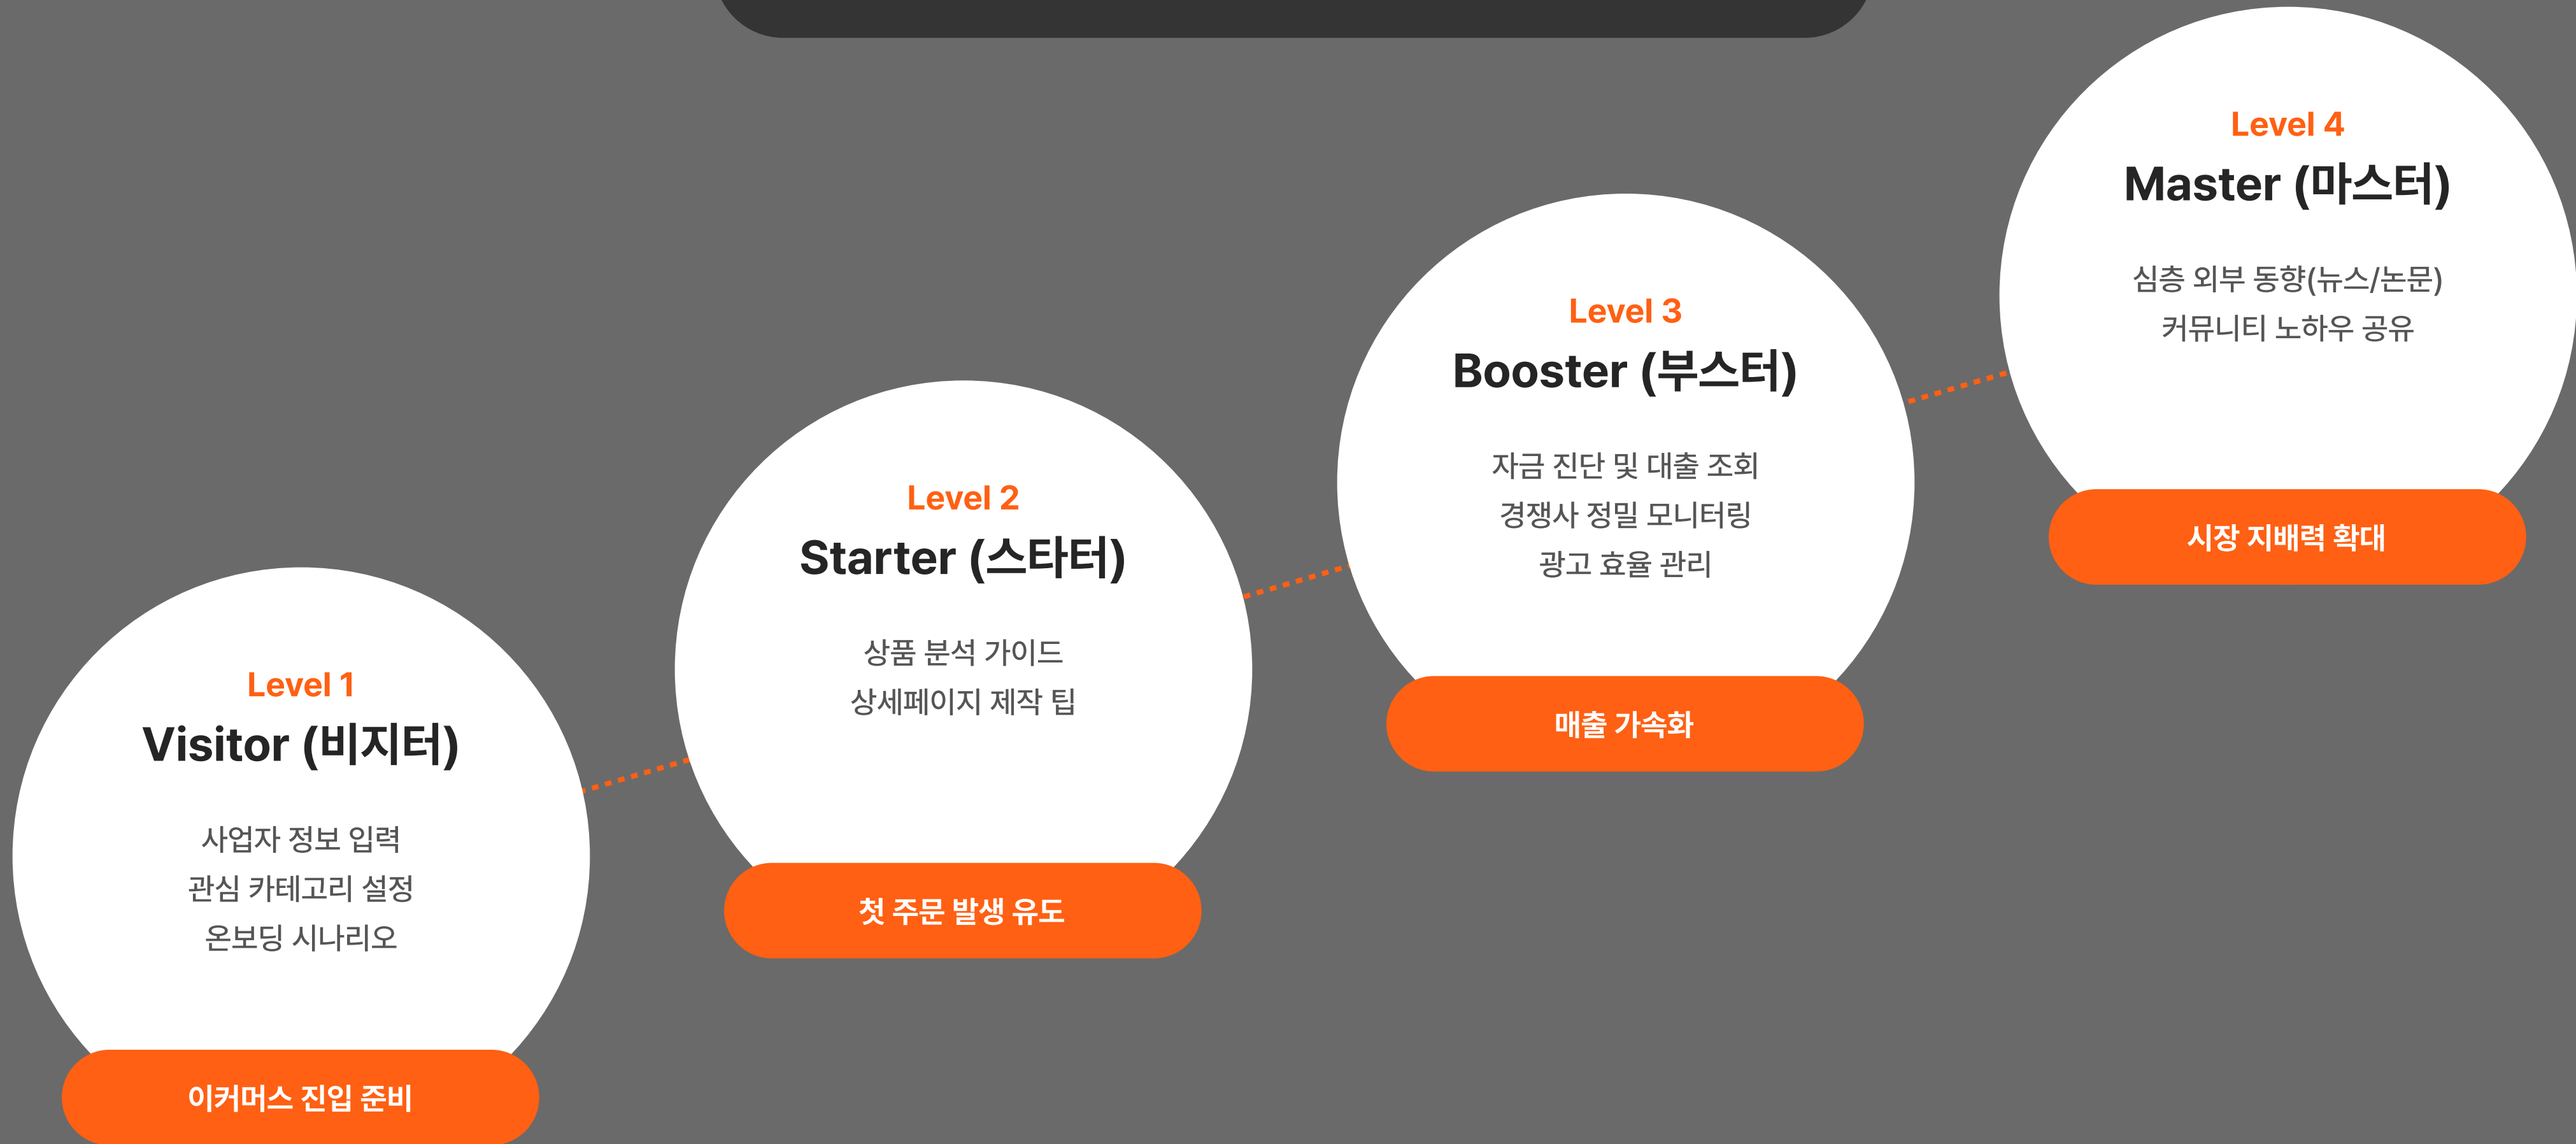 Level 1
Visitor (비지터)
사업자 정보 입력
관심 카테고리 설정
온보딩 시나리오
이커머스 진입 준비
Level 2
Starter (스타터)
상품 분석 가이드
상세페이지 제작 팁
첫 주문 발생 유도
Level 3
Booster (부스터)
자금 진단 및 대출 조회
경쟁사 정밀 모니터링
광고 효율 관리
매출 가속화
Level 4
Master (마스터)
심층 외부 동향(뉴스/논문)
커뮤니티 노하우 공유
시장 지배력 확대